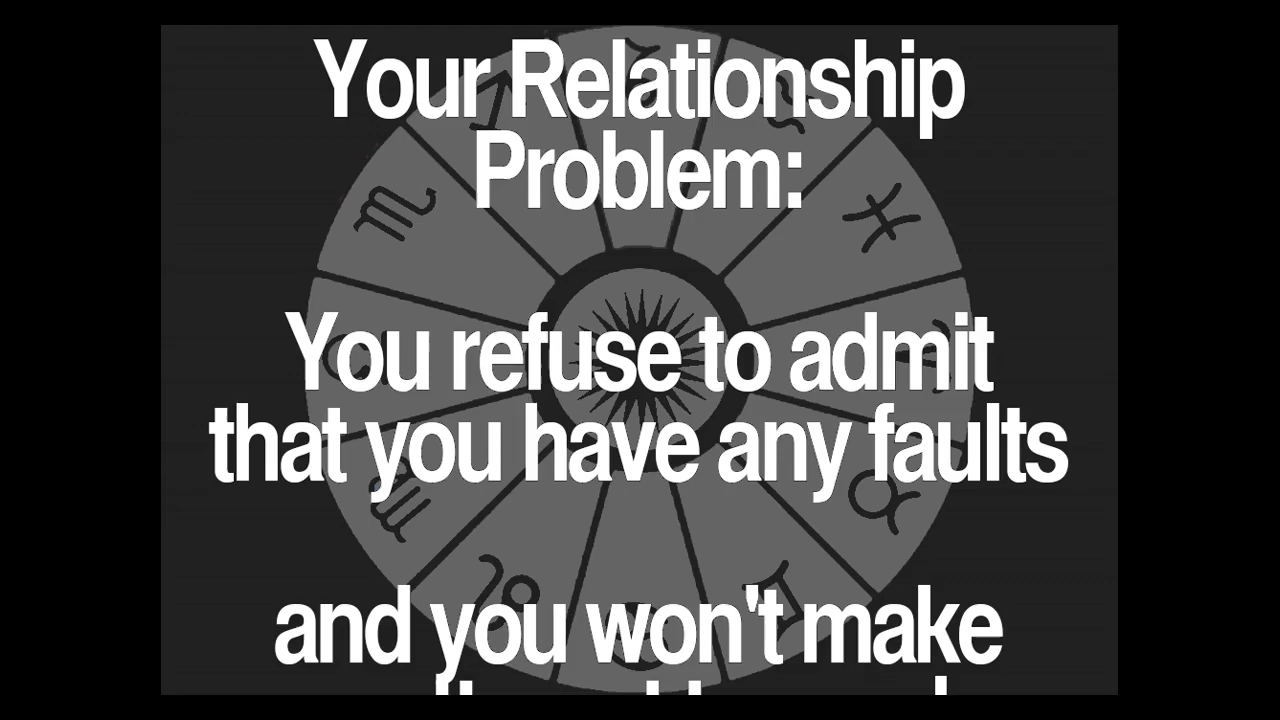 Your Relationship
Problem:
You refuse to admit
that you have any faults
and you won't make